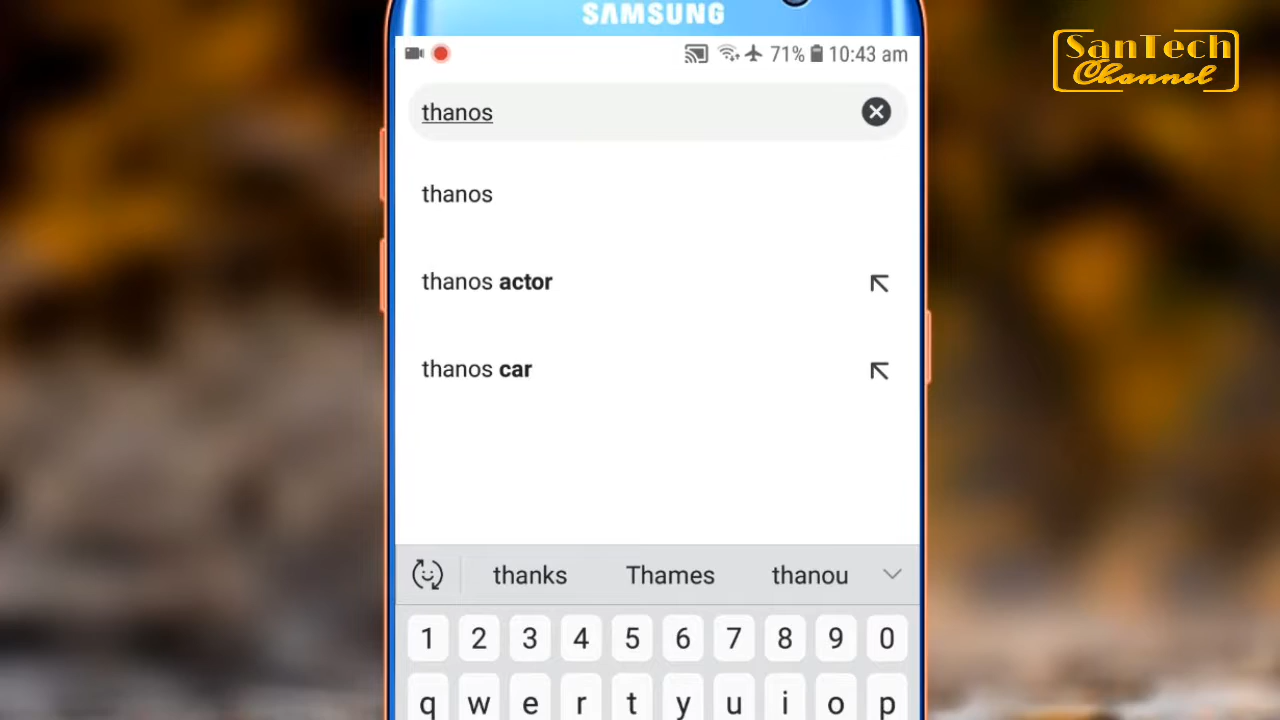 SAMSUNG
71% 10:43 am
SanTech
Channel
thanos
thanos
thanos actor
thanos car
thanks Thames thanou
1 2 3 4 5 6 7 8 9 0
q w e r t y u i o p